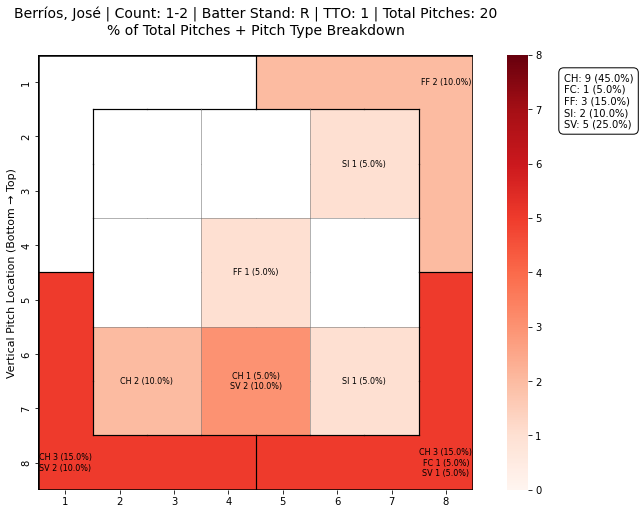 Berríos, José | Count: 1-2 | Batter Stand: R | TTO: 1 | Total Pitches: 20
% of Total Pitches + Pitch Type Breakdown
Vertical Pitch Location (Bottom → Top)
1
2
3
4
5
6
7
8
FF 2 (10.0%)
SI 1 (5.0%)
FF 1 (5.0%)
CH 2 (10.0%)
CH 1 (5.0%)
SV 2 (10.0%)
SI 1 (5.0%)
CH 3 (15.0%)
SV 2 (10.0%)
CH 3 (15.0%)
FC 1 (5.0%)
SV 1 (5.0%)
1 2 3 4 5 6 7 8
8
7
6
5
4
3
2
1
0
CH: 9 (45.0%)
FC: 1 (5.0%)
FF: 3 (15.0%)
SI: 2 (10.0%)
SV: 5 (25.0%)